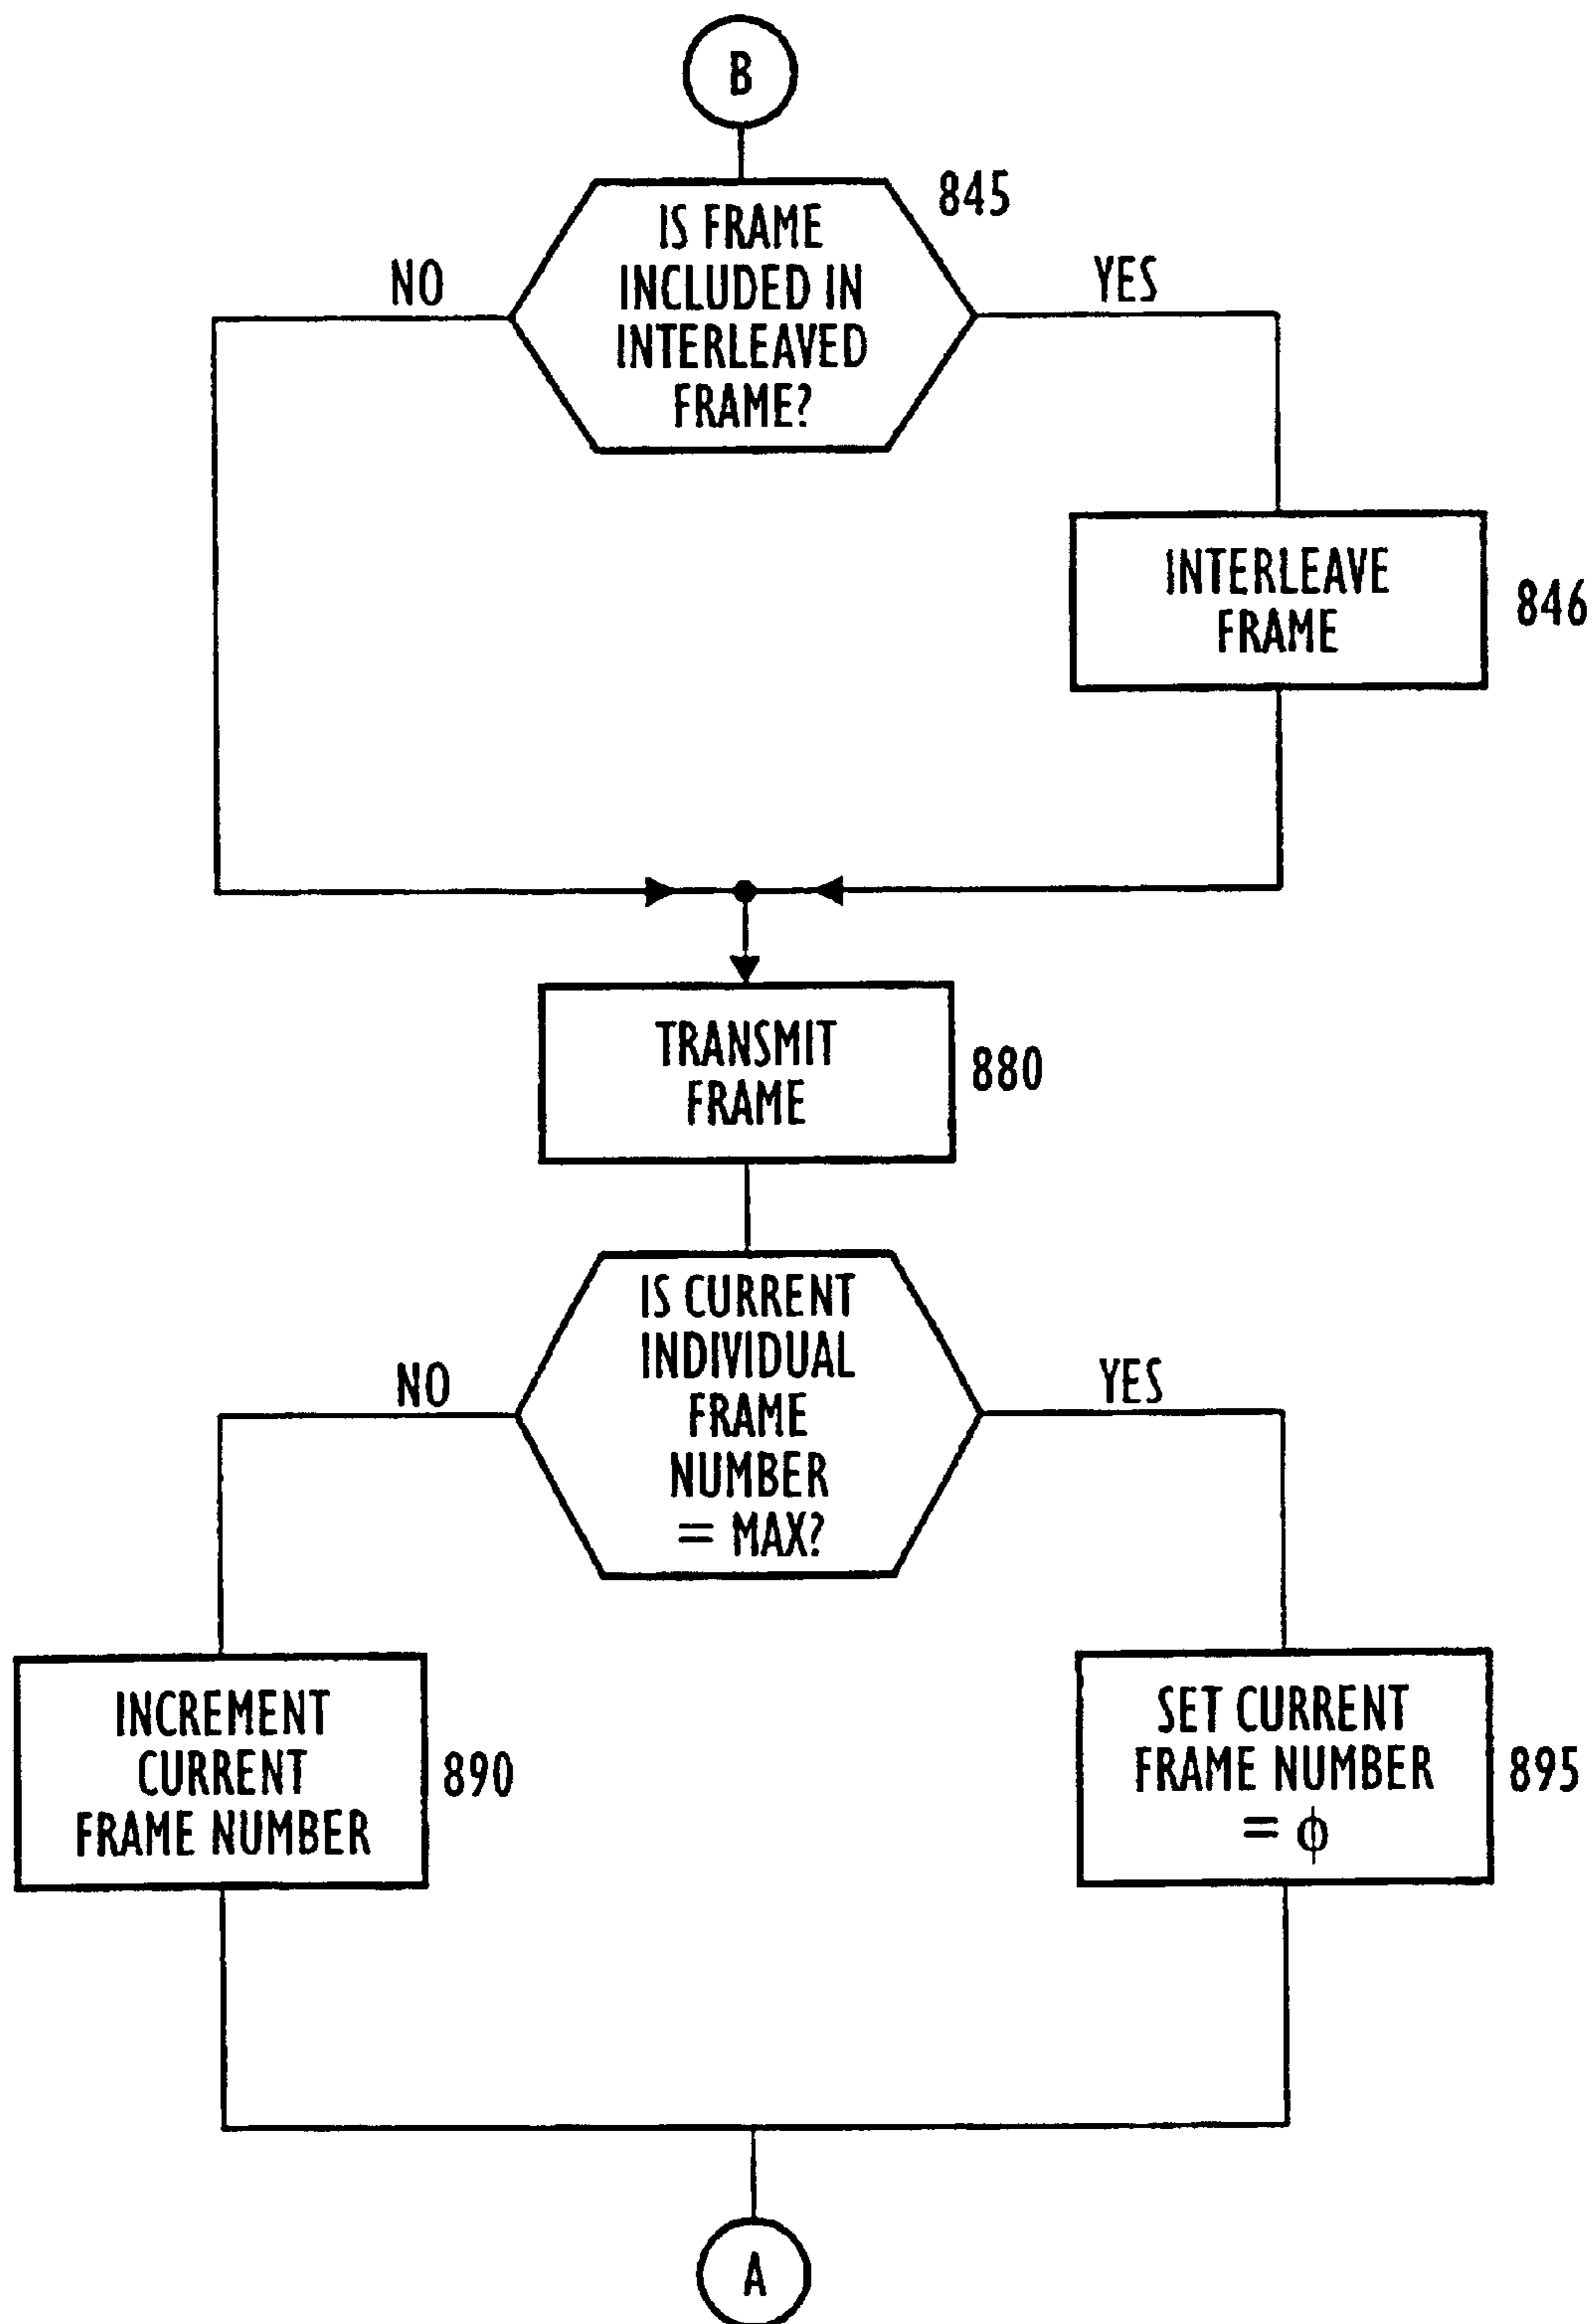 B
845
IS FRAME
INCLUDED IN
INTERLEAVED
FRAME?
NO
YES
INTERLEAVE
FRAME
846
TRANSMIT
FRAME
880
IS CURRENT
INDIVIDUAL
FRAME
NUMBER
= MAX?
NO
YES
INCREMENT
CURRENT
FRAME NUMBER
890
SET CURRENT
FRAME NUMBER
= ϕ
895
A